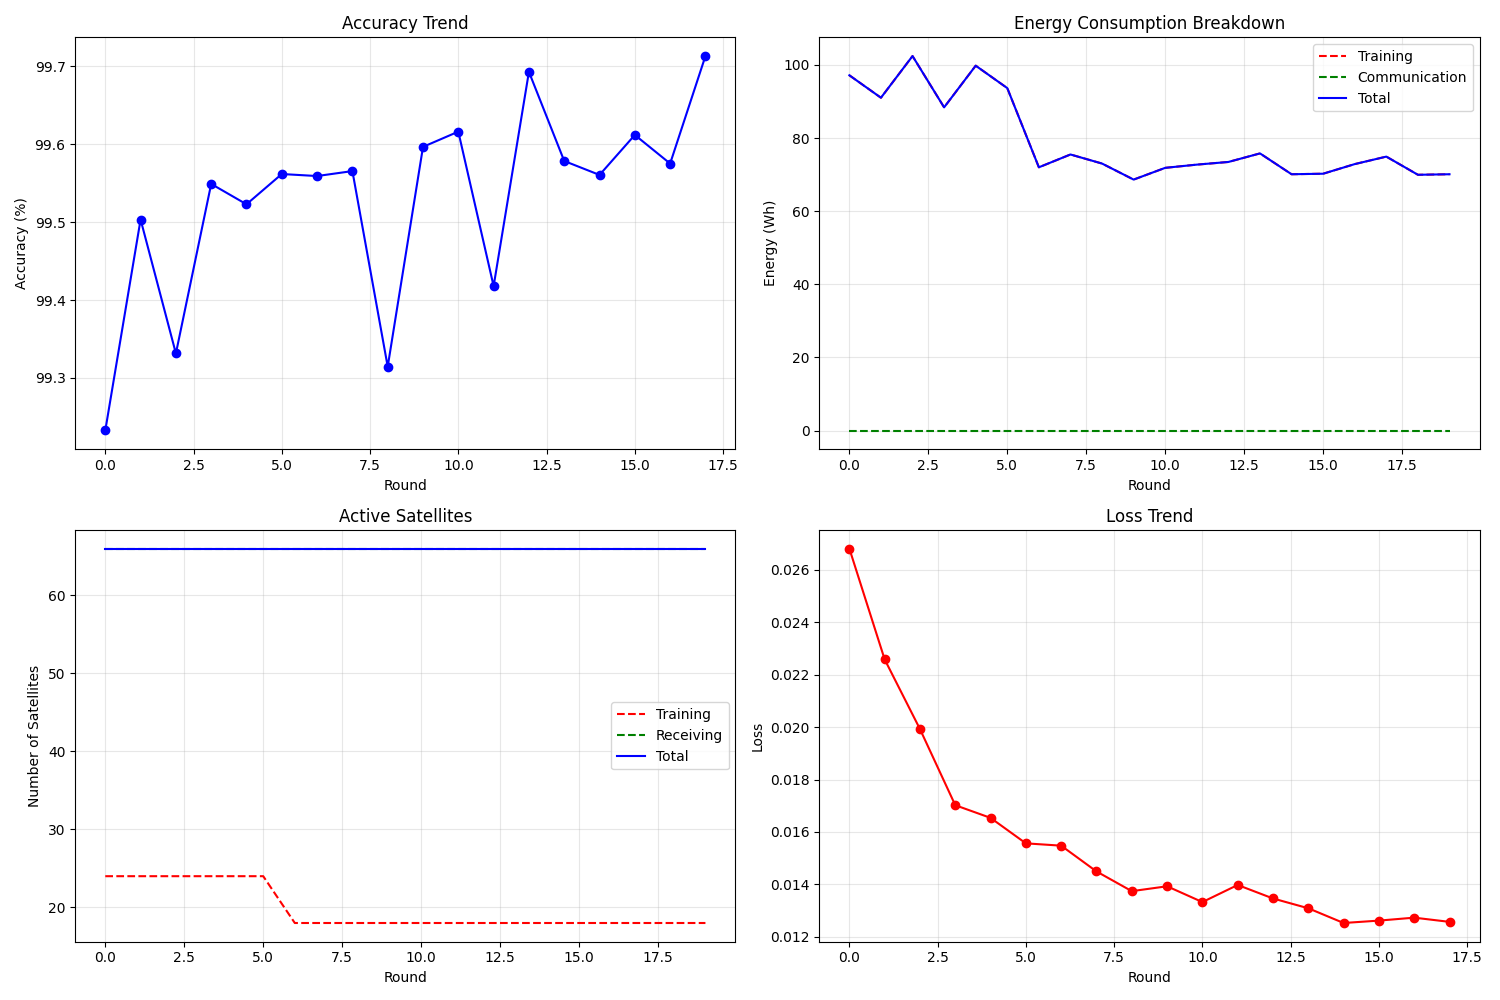 Accuracy Trend
Accuracy (%)
99.7
99.6
99.5
99.4
99.3
0.0 2.5 5.0 7.5 10.0 12.5 15.0 17.5
Round
Energy Consumption Breakdown
Energy (Wh)
100
80
60
40
20
0
Training
Communication
Total
0.0 2.5 5.0 7.5 10.0 12.5 15.0 17.5
Round
Active Satellites
Number of Satellites
60
50
40
30
20
Training
Receiving
Total
0.0 2.5 5.0 7.5 10.0 12.5 15.0 17.5
Round
Loss Trend
Loss
0.026
0.024
0.022
0.020
0.018
0.016
0.014
0.012
0.0 2.5 5.0 7.5 10.0 12.5 15.0 17.5
Round